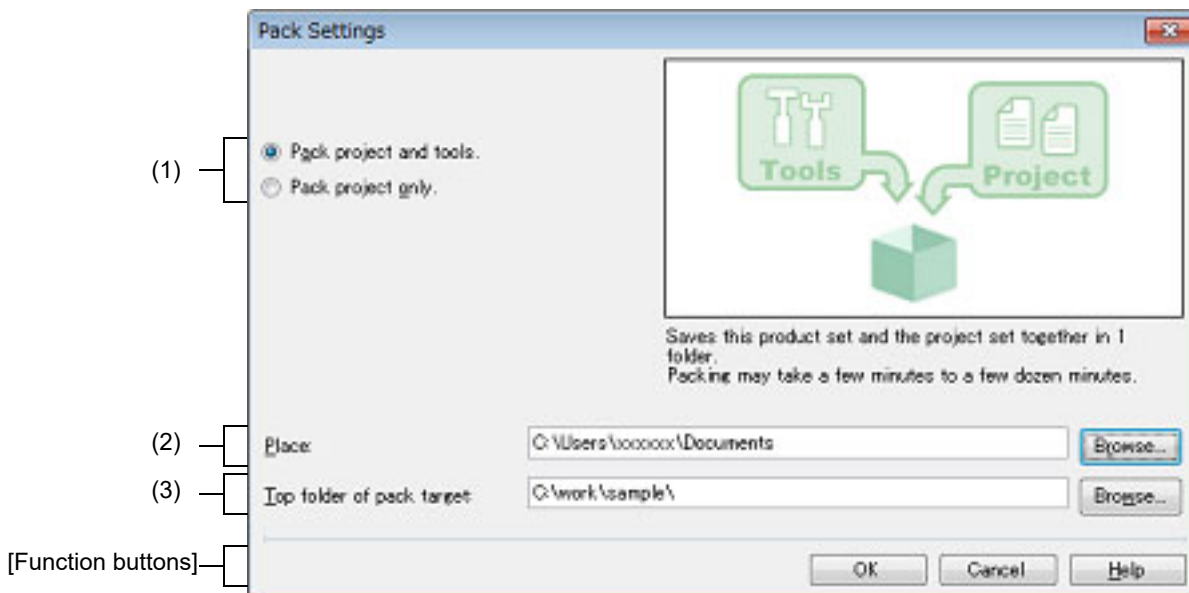 Pack Settings
Tools
Project
(1)
Pack project and tools.
Pack project only.
Saves this product set and the project set together in 1
folder.
Packing may take a few minutes to a few dozen minutes.
(2)
Place:
C:\Users\xxxxxxx\Documents
Browse...
(3)
Top folder of pack target:
C:\work\sample\
Browse...
[Function buttons]
OK
Cancel
Help